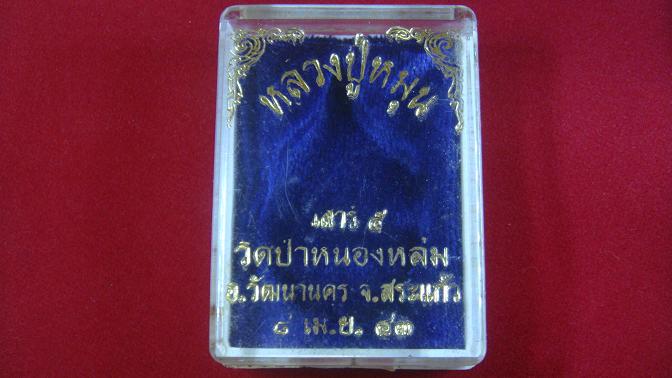 หลวงปู่หมุน
เสาร์ ๕
วัดป่าหนองหล่ม
อ.วัฒนานคร จ.สระแก้ว
๘ เม.ย. ๔๓